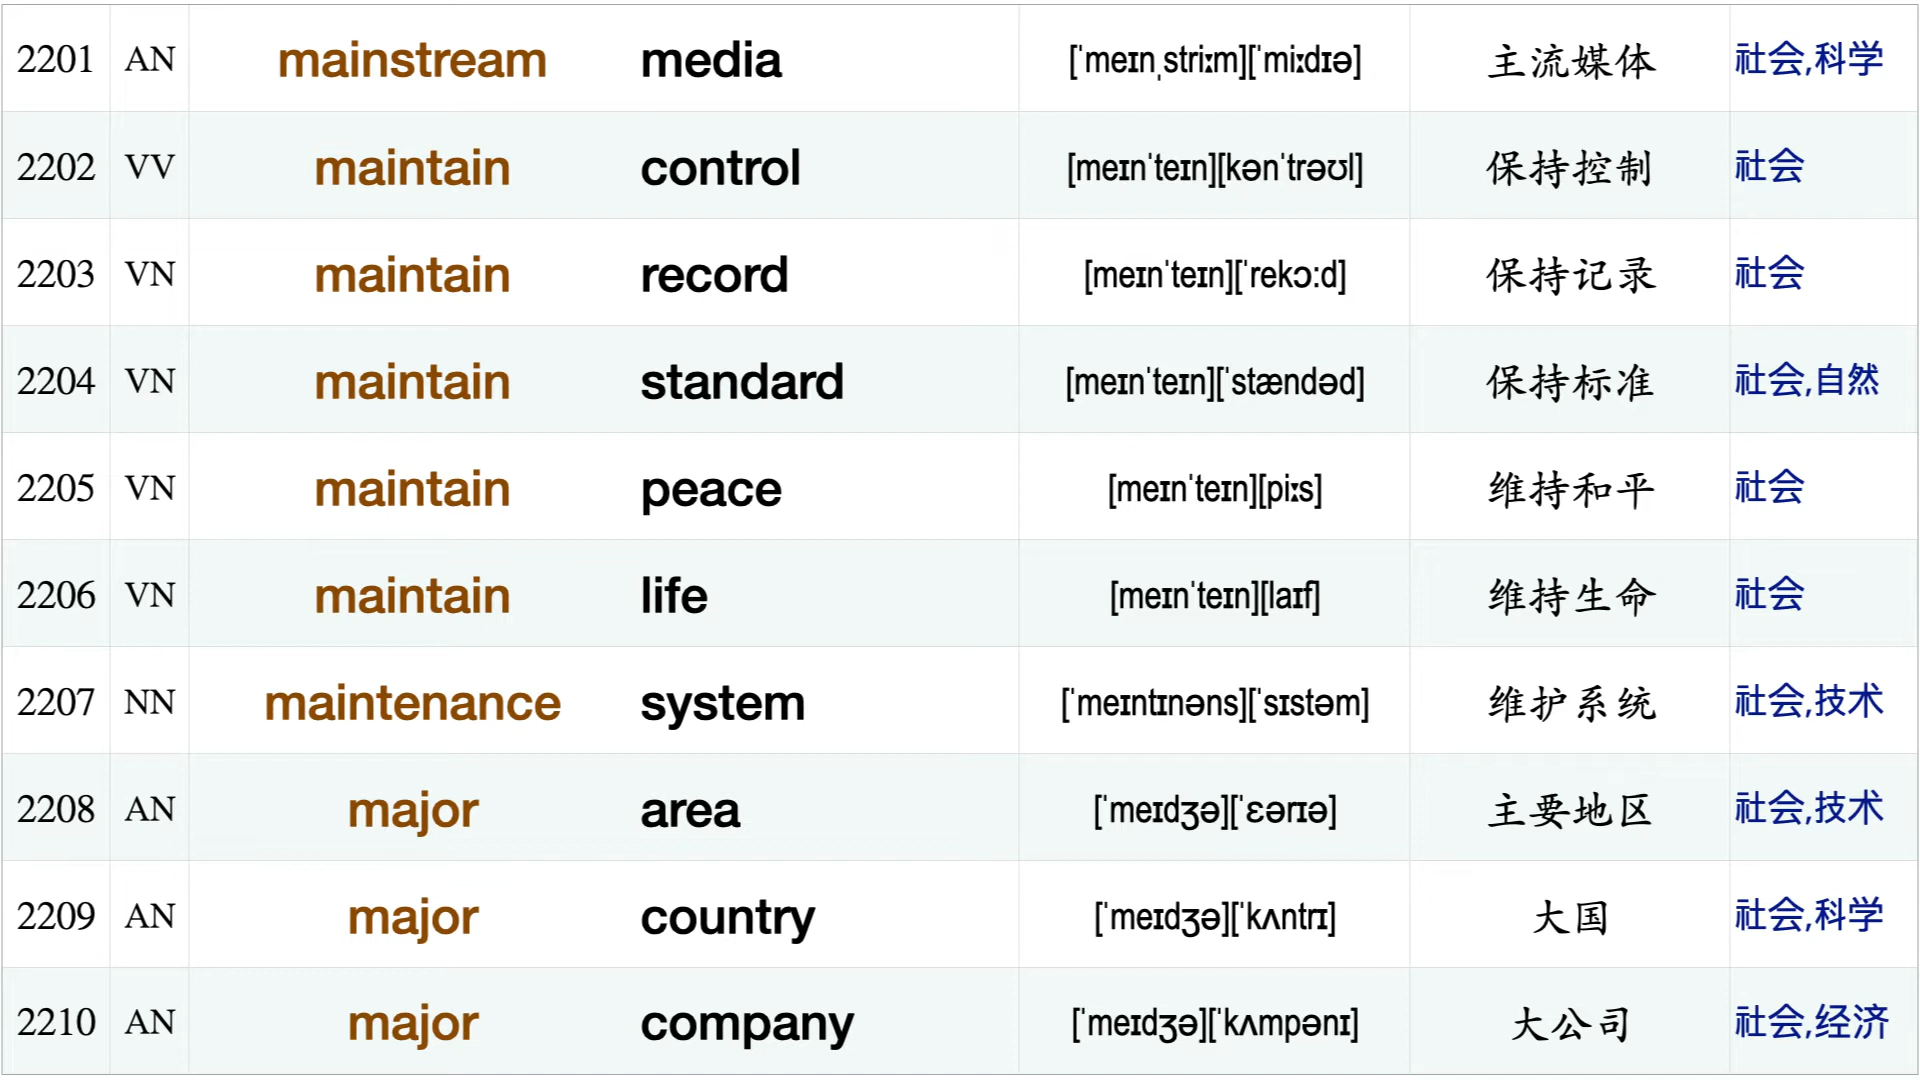 2201 AN mainstream media [ˈmeɪnˌstriːm][ˈmiːdɪə] 主流媒体 社会,科学
2202 VV maintain control [meɪnˈteɪn][kənˈtrəʊl] 保持控制 社会
2203 VN maintain record [meɪnˈteɪn][ˈrekɔːd] 保持记录 社会
2204 VN maintain standard [meɪnˈteɪn][ˈstændəd] 保持标准 社会,自然
2205 VN maintain peace [meɪnˈteɪn][piːs] 维持和平 社会
2206 VN maintain life [meɪnˈteɪn][laɪf] 维持生命 社会
2207 NN maintenance system [ˈmeɪntɪnəns][ˈsɪstəm] 维护系统 社会,技术
2208 AN major area [ˈmeɪdʒə][ˈɛərɪə] 主要地区 社会,技术
2209 AN major country [ˈmeɪdʒə][ˈkʌntrɪ] 大国 社会,科学
2210 AN major company [ˈmeɪdʒə][ˈkʌmpənɪ] 大公司 社会,经济